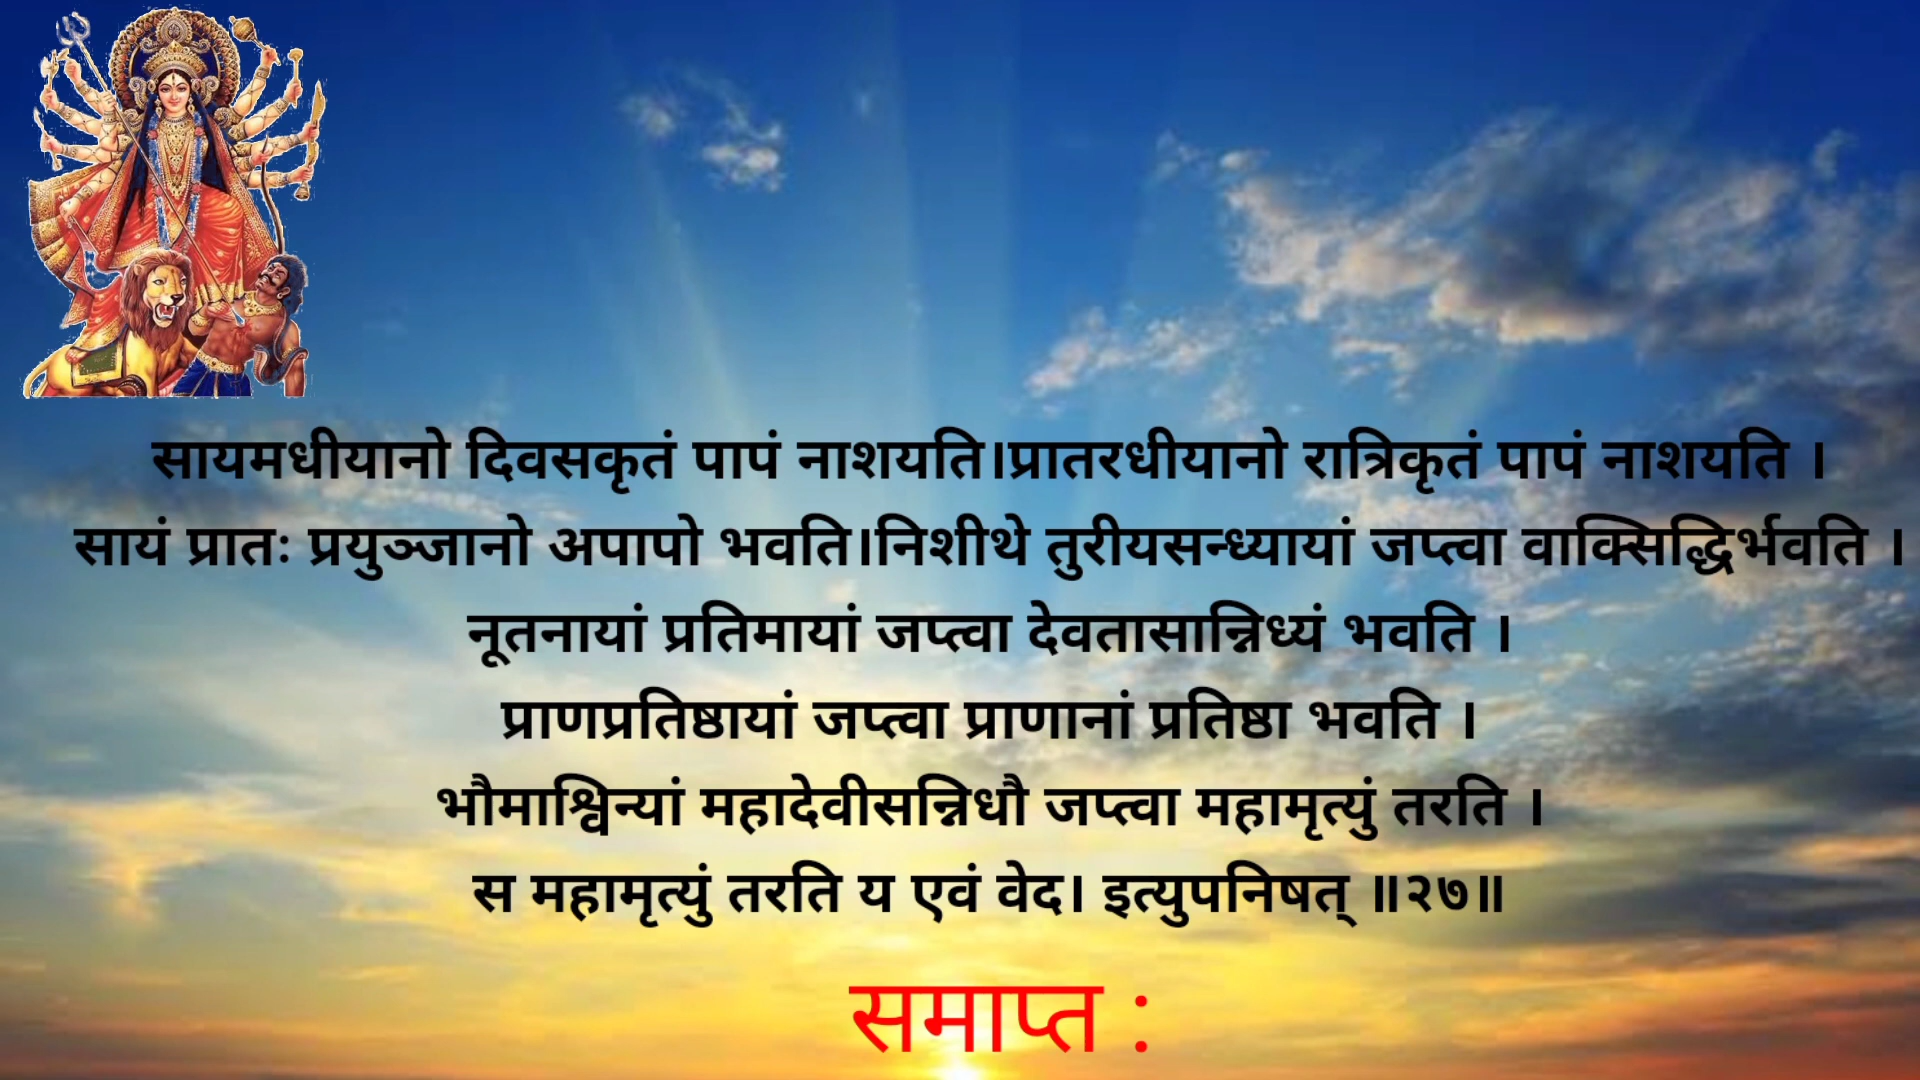 सायमधीयानो दिवसकृतं पापं नाशयति।प्रातरधीयानो रात्रिकृतं पापं नाशयति ।
सायं प्रातः प्रयुञ्जानो अपापो भवति।निशीथे तुरीयसन्ध्यायां जप्त्वा वाक्सिद्धिर्भवति ।
नूतनायां प्रतिमायां जप्त्वा देवतासान्निध्यं भवति ।
प्राणप्रतिष्ठायां जप्त्वा प्राणानां प्रतिष्ठा भवति ।
भौमाश्विन्यां महादेवीसन्निधौ जप्त्वा महामृत्युं तरति ।
स महामृत्युं तरति य एवं वेद। इत्युपनिषत् ॥२७॥
समाप्त :